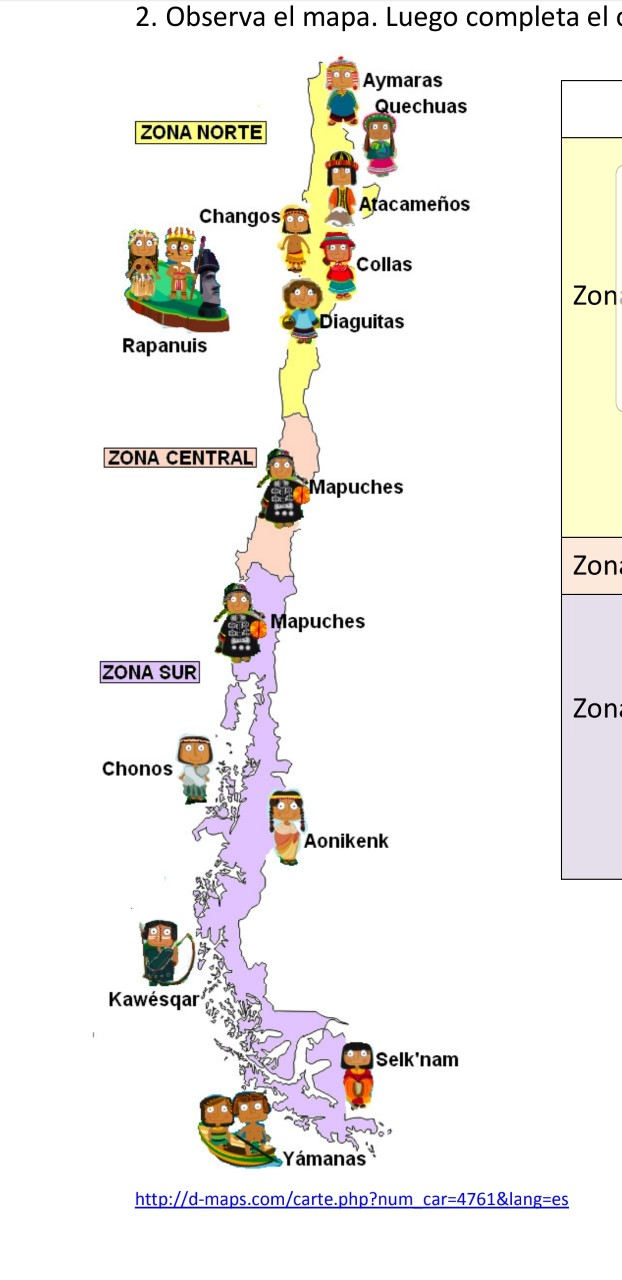 2. Observa el mapa. Luego completa el
Aymaras
Quechuas
ZONA NORTE
Atacameños
Changos
Collas
Diaguitas
Rapanuis
ZONA CENTRAL
Mapuches
Mapuches
ZONA SUR
Chonos
Aonikenk
Kawésqar
Selk'nam
Yámanas
http://d-maps.com/carte.php?num_car=4761&lang=es
Zona
Zona
Zona